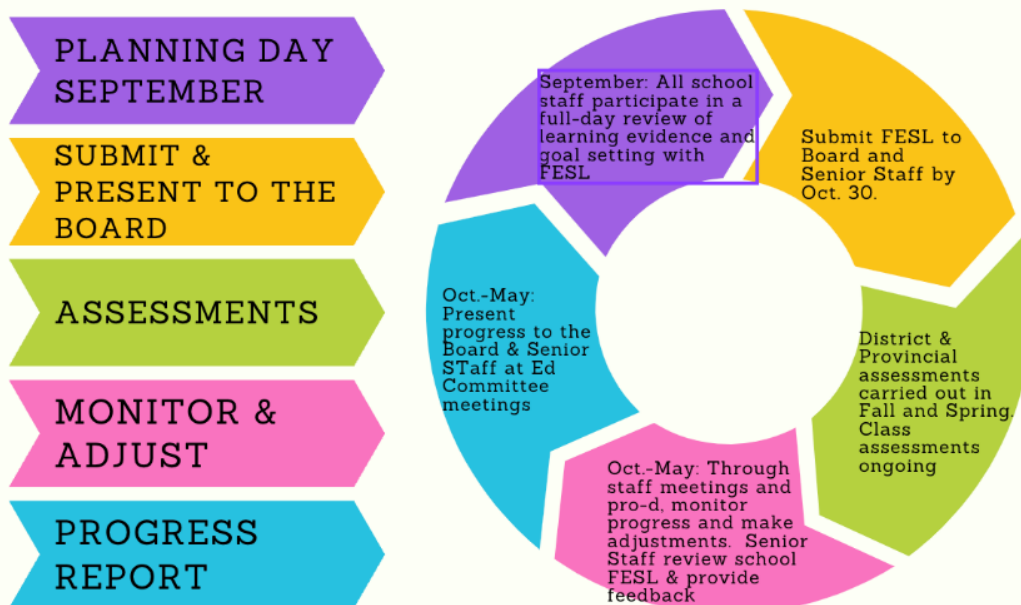 PLANNING DAY
SEPTEMBER
SUBMIT &
PRESENT TO THE
BOARD
ASSESSMENTS
MONITOR &
ADJUST
PROGRESS
REPORT
September: All school
staff participate in a
full-day review of
learning evidence and
goal setting with
FESL
Submit FESL to
Board and
Senior Staff by
Oct. 30.
District &
Provincial
assessments
carried out in
Fall and Spring.
Class
assessments
ongoing
Oct.-May: Through
staff meetings and
pro-d, monitor
progress and make
adjustments. Senior
Staff review school
FESL & provide
feedback
Oct.-May:
Present
progress to the
Board & Senior
STaff at Ed
Committee
meetings